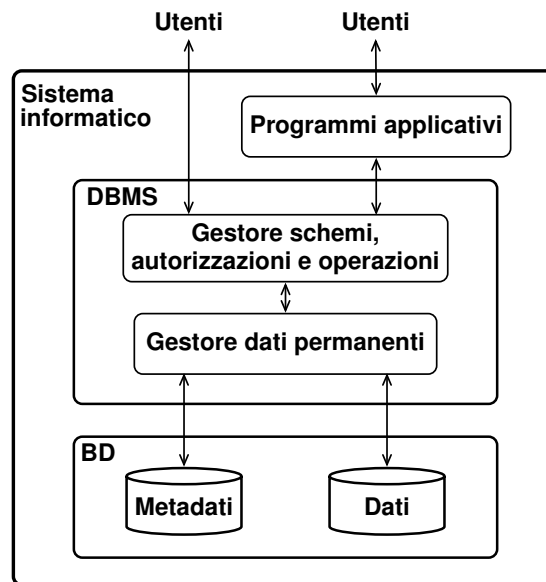 Utenti
Utenti
Sistema
informatico
Programmi applicativi
DBMS
Gestore schemi,
autorizzazioni e operazioni
Gestore dati permanenti
BD
Metadati
Dati